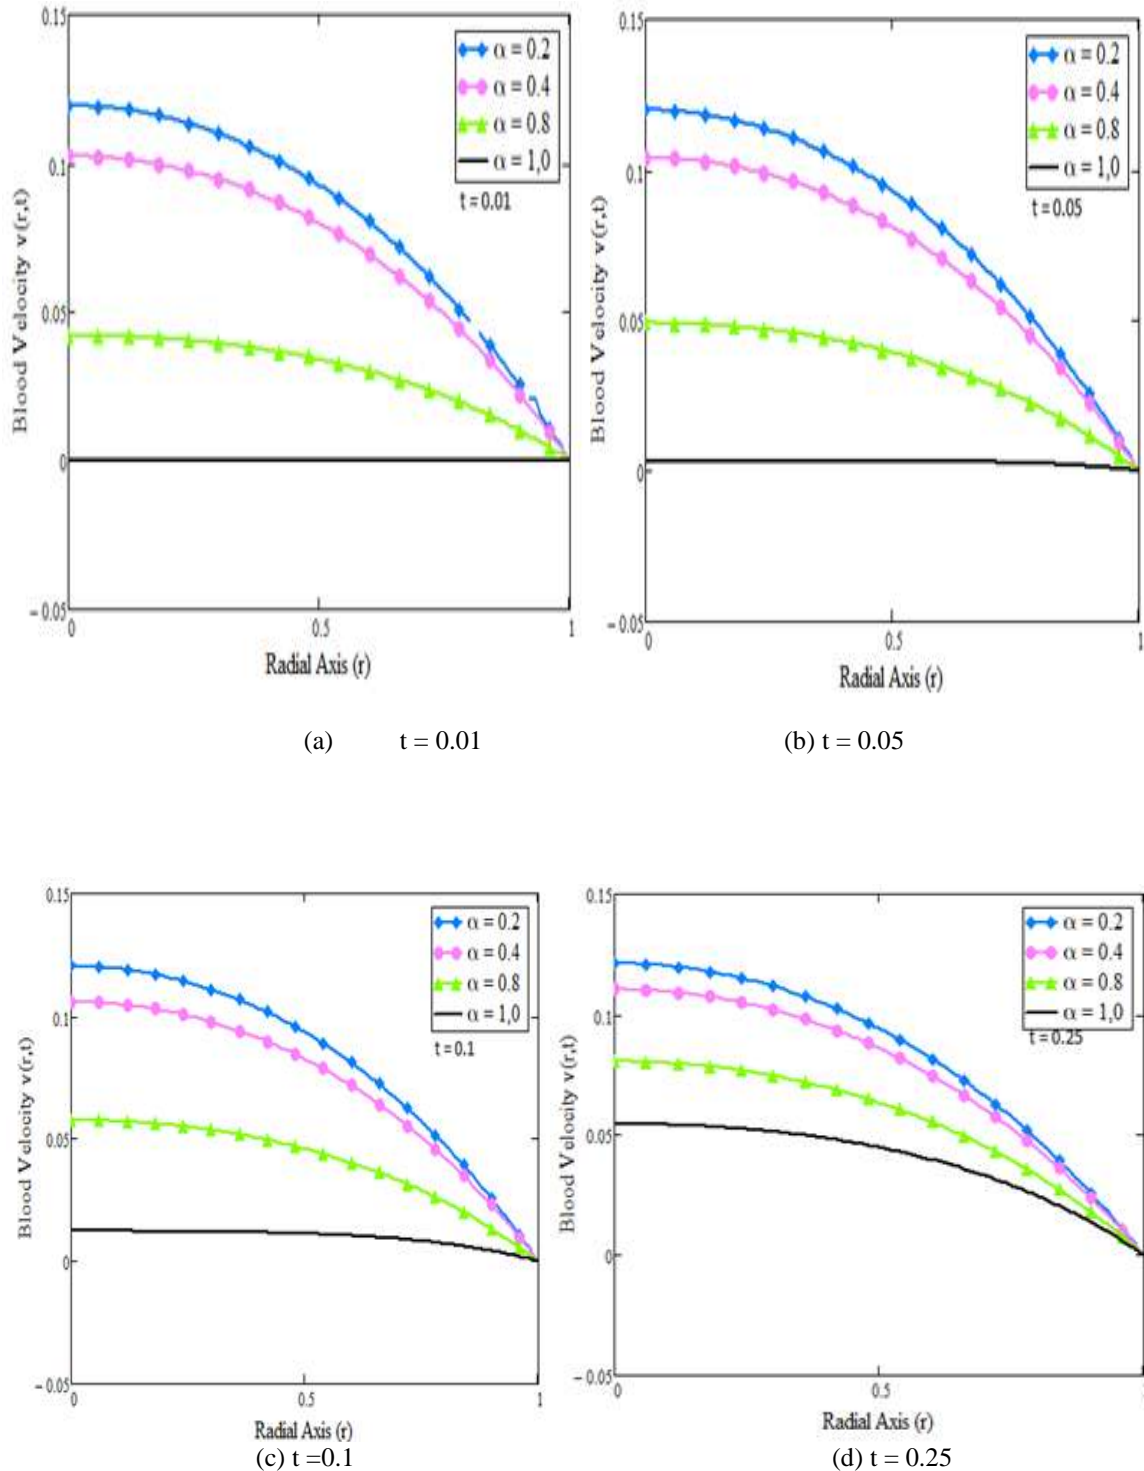 0.15
0.1
0.05
0
− 0.05
Blood Velocity v(r,t)
α = 0.2
α = 0.4
α = 0.8
α = 1,0
t = 0.01
0
0.5
1
Radial Axis (r)
0.15
0.1
0.05
0
− 0.05
Blood Velocity v(r,t)
α = 0.2
α = 0.4
α = 0.8
α = 1,0
t = 0.05
0
0.5
1
Radial Axis (r)
(a) t = 0.01
(b) t = 0.05
0.15
0.1
0.05
0
− 0.05
Blood Velocity v(r,t)
α = 0.2
α = 0.4
α = 0.8
α = 1,0
t = 0.1
0
0.5
1
Radial Axis (r)
0.15
0.1
0.05
0
− 0.05
Blood Velocity v(r,t)
α = 0.2
α = 0.4
α = 0.8
α = 1,0
t = 0.25
0
0.5
1
Radial Axis (r)
(c) t =0.1
(d) t = 0.25